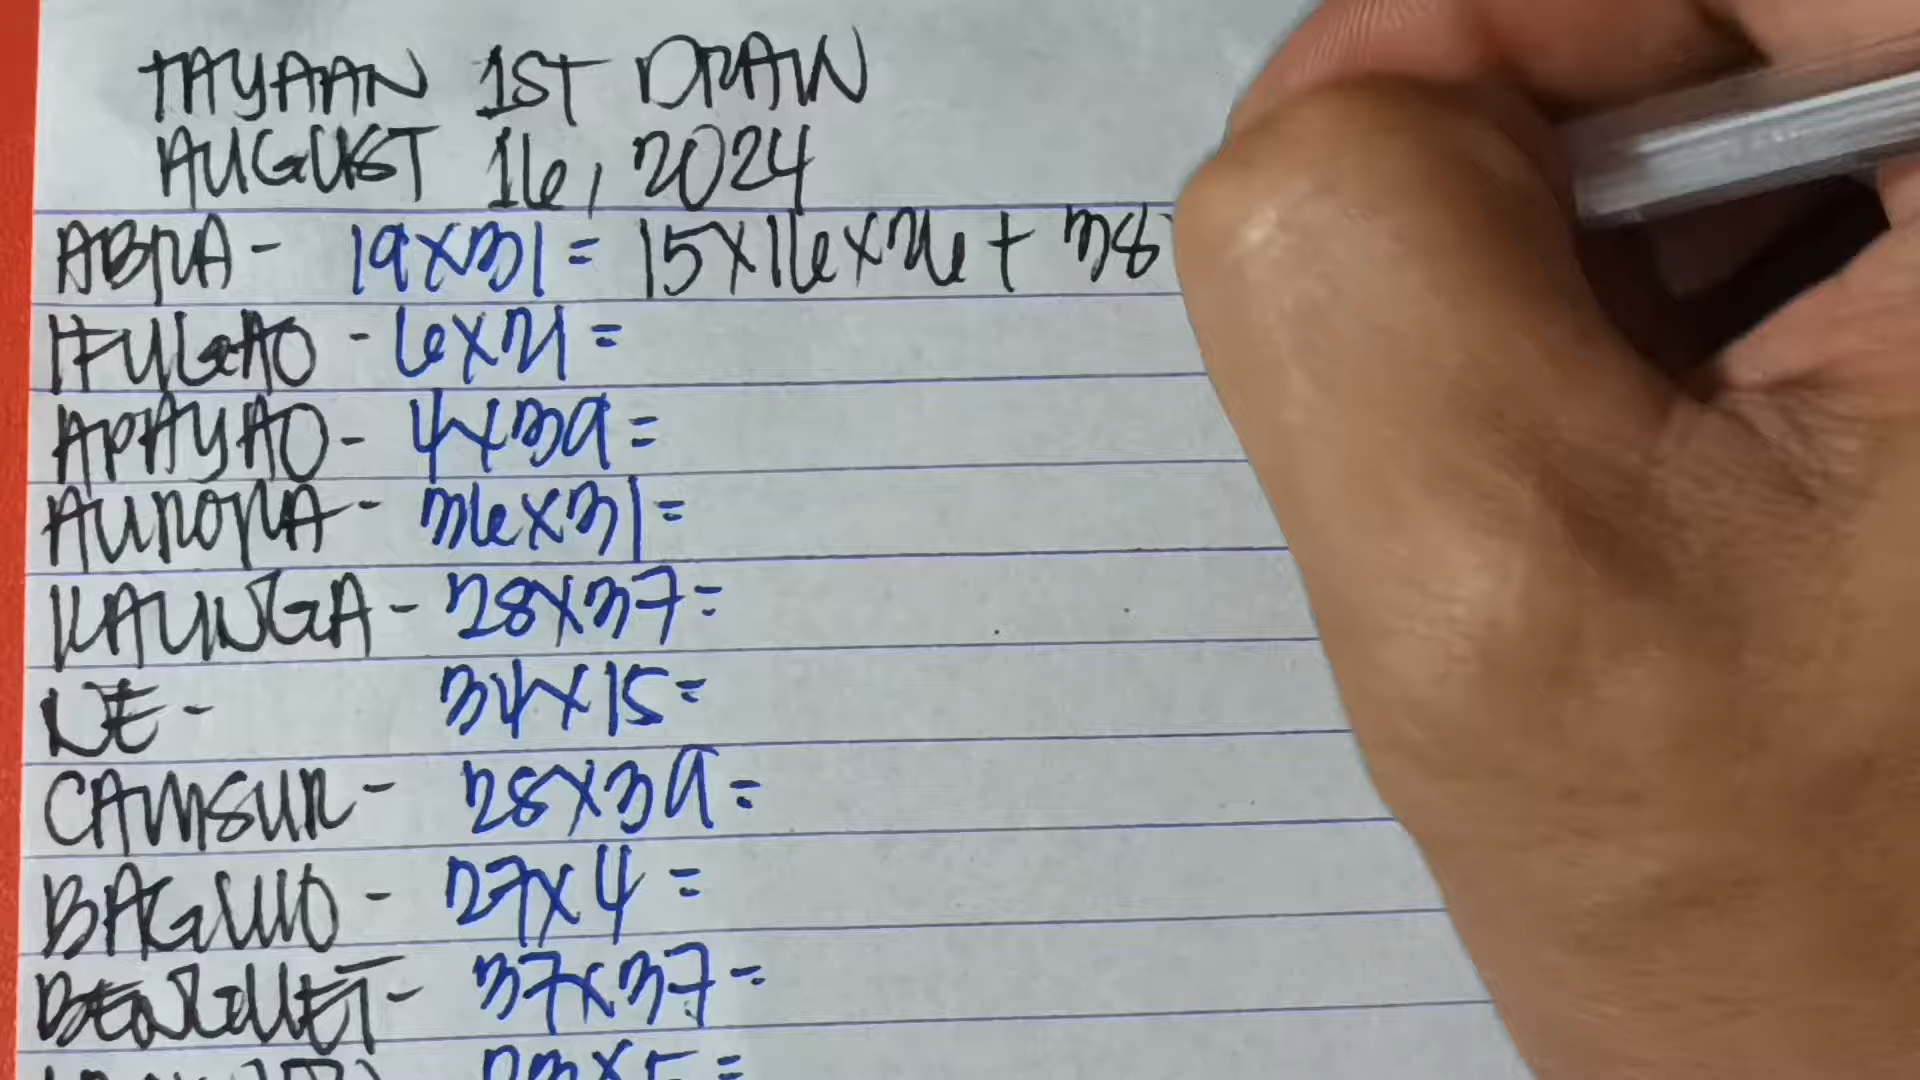 TAYAAN 1ST DRAW
AUGUST 16, 2024
ABRA - 19X31 = 15X16X26 + 38
IFUGAO - 6X21 =
APAYAO - 4X39 =
AURORA - 36X31 =
KALINGA - 28X37 =
NE - 34X15 =
CAMSUR - 28X39 =
BAGUIO - 27X4 =
BENGUET - 37X37 =
23X5 =